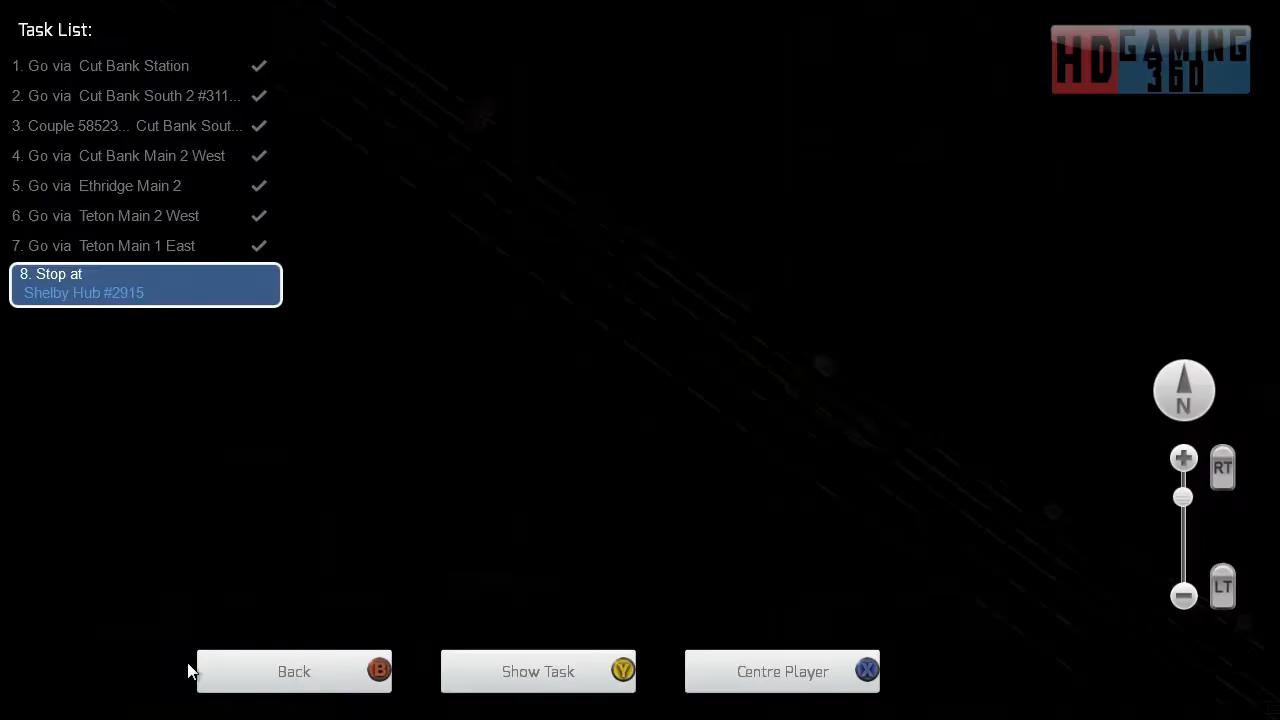 Task List:
1. Go via Cut Bank Station
2. Go via Cut Bank South 2 #311...
3. Couple 58523... Cut Bank Sout...
4. Go via Cut Bank Main 2 West
5. Go via Ethridge Main 2
6. Go via Teton Main 2 West
7. Go via Teton Main 1 East
8. Stop at
Shelby Hub #2915
HD GAMING
360
N
RT
LT
Back B
Show Task Y
Centre Player X